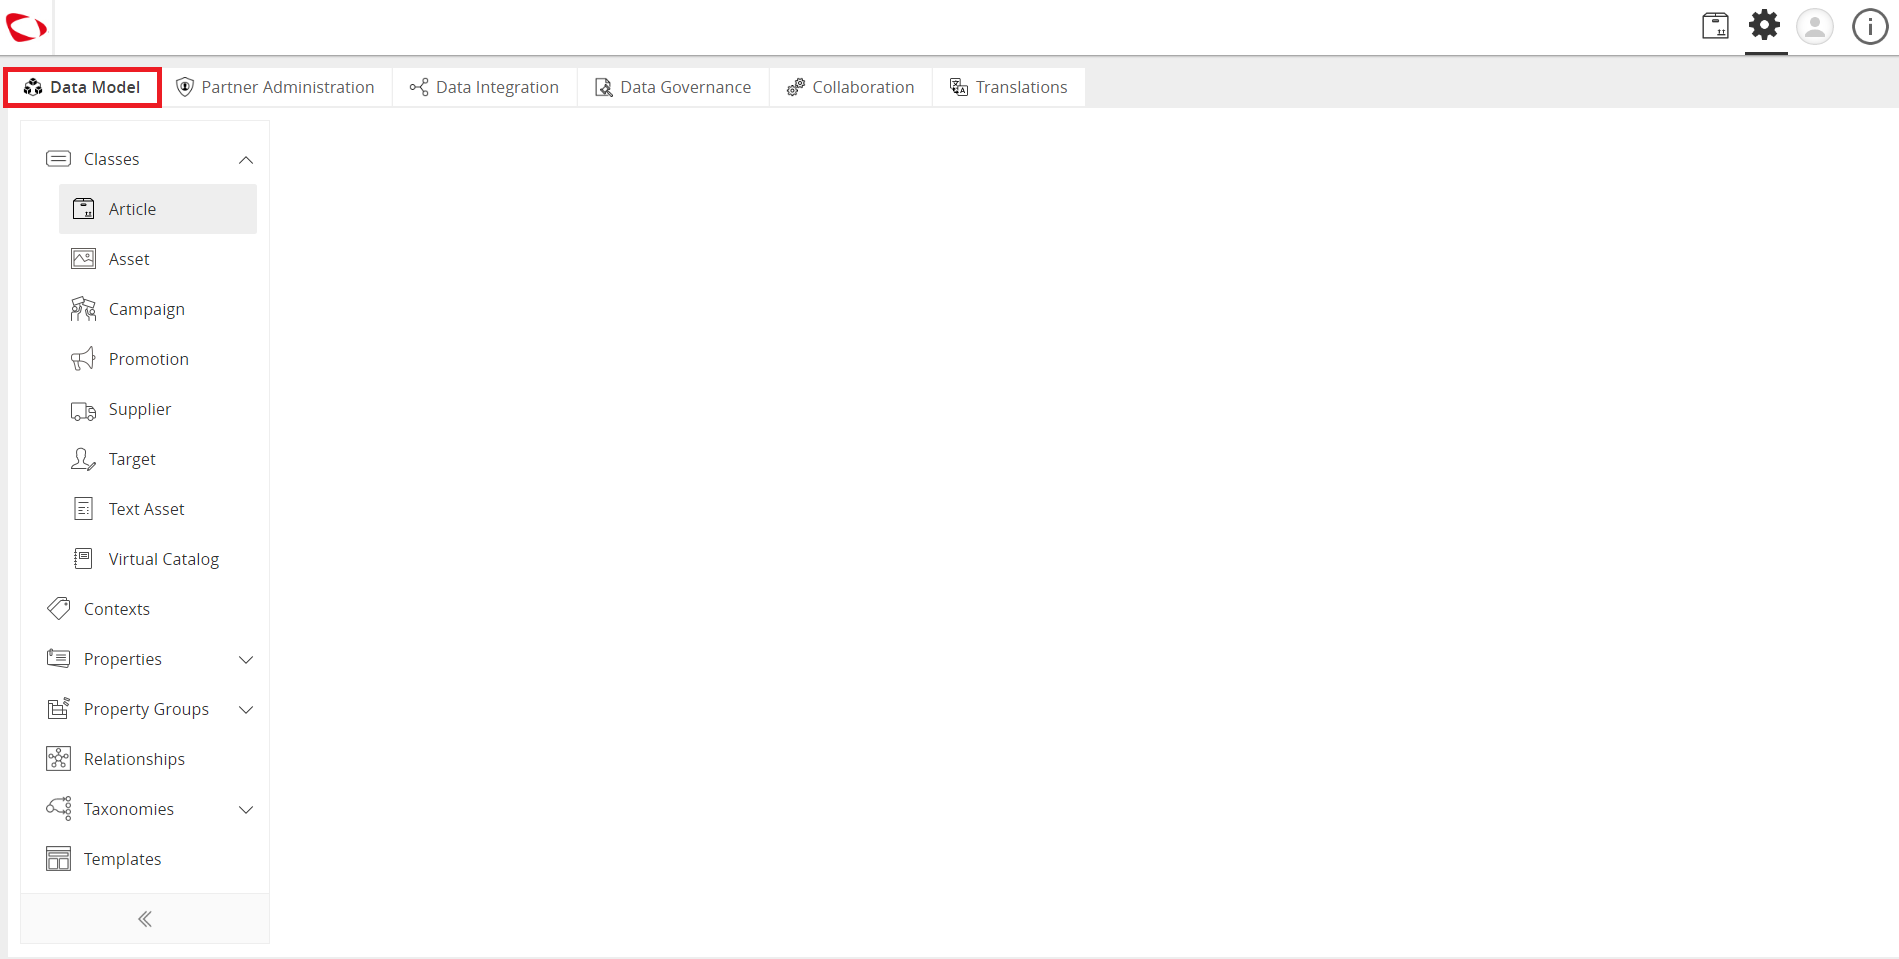 Data Model Partner Administration Data Integration Data Governance Collaboration Translations
Classes
Article
Asset
Campaign
Promotion
Supplier
Target
Text Asset
Virtual Catalog
Contexts
Properties
Property Groups
Relationships
Taxonomies
Templates